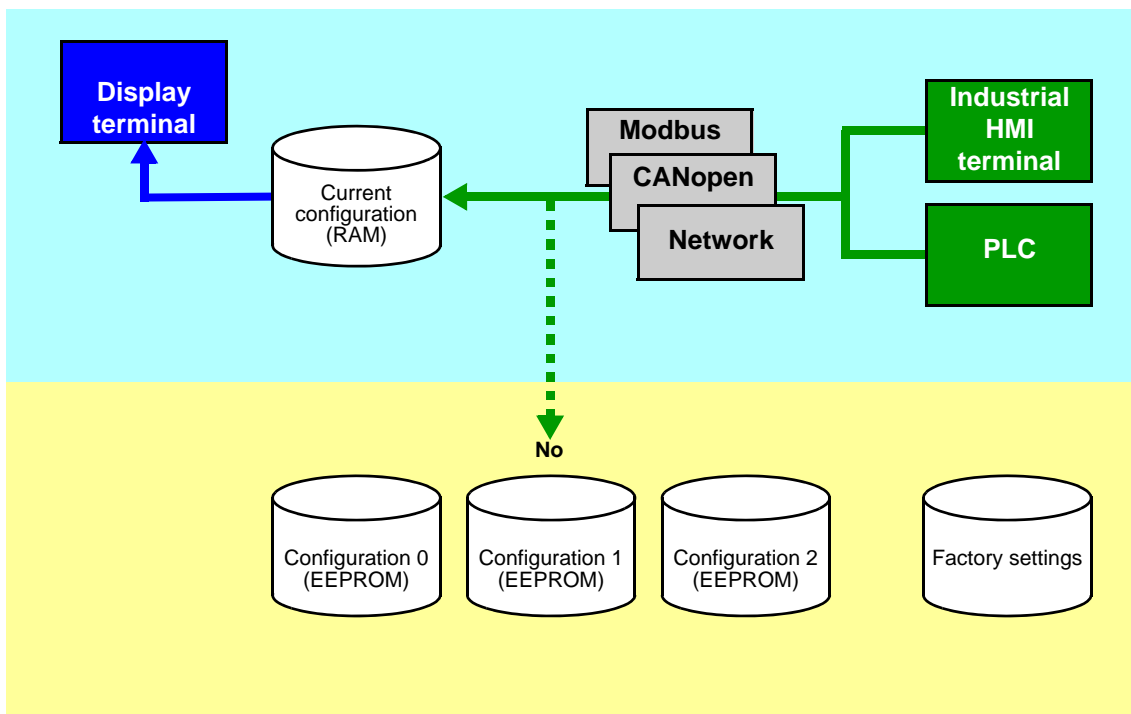 Display
terminal
Current
configuration
(RAM)
Modbus
CANopen
Network
Industrial
HMI
terminal
PLC
No
Configuration 0
(EEPROM)
Configuration 1
(EEPROM)
Configuration 2
(EEPROM)
Factory settings